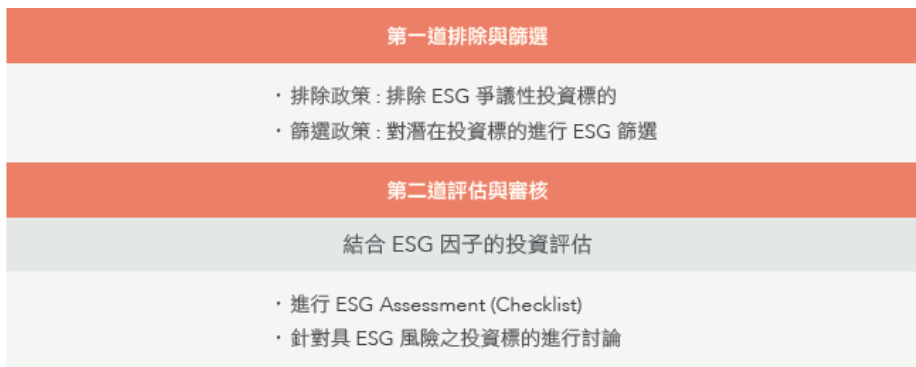 第一道排除與篩選
・排除政策 : 排除 ESG 爭議性投資標的
・篩選政策 : 對潛在投資標的進行 ESG 篩選
第二道評估與審核
結合 ESG 因子的投資評估
・進行 ESG Assessment (Checklist)
・針對具 ESG 風險之投資標的進行討論